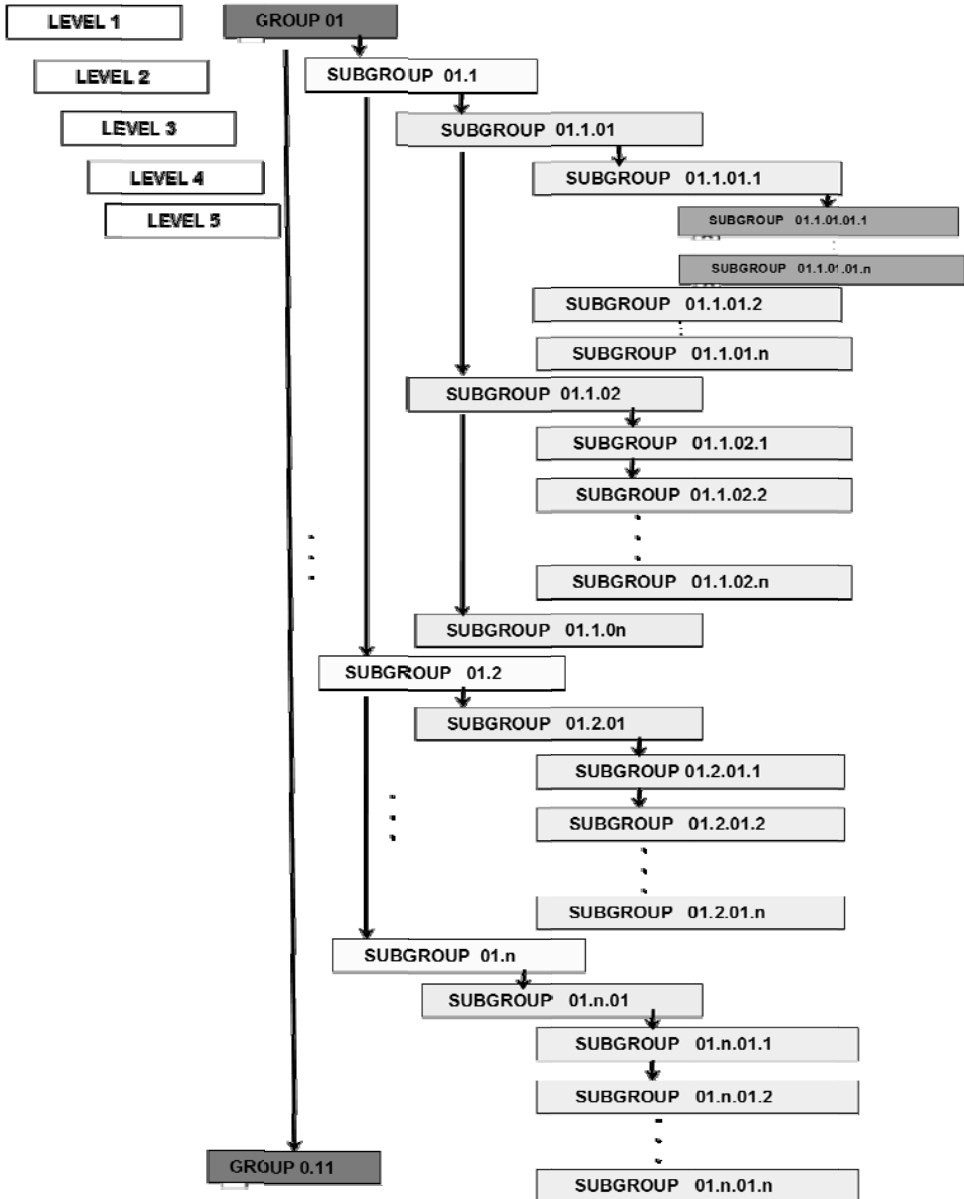 LEVEL 1
GROUP 01
LEVEL 2
SUBGROUP 01.1
LEVEL 3
SUBGROUP 01.1.01
LEVEL 4
SUBGROUP 01.1.01.1
LEVEL 5
SUBGROUP 01.1.01.01.1
SUBGROUP 01.1.01.01.n
SUBGROUP 01.1.01.2
SUBGROUP 01.1.01.n
SUBGROUP 01.1.02
SUBGROUP 01.1.02.1
SUBGROUP 01.1.02.2
SUBGROUP 01.1.02.n
SUBGROUP 01.1.0n
SUBGROUP 01.2
SUBGROUP 01.2.01
SUBGROUP 01.2.01.1
SUBGROUP 01.2.01.2
SUBGROUP 01.2.01.n
SUBGROUP 01.n
SUBGROUP 01.n.01
SUBGROUP 01.n.01.1
SUBGROUP 01.n.01.2
GROUP 0.11
SUBGROUP 01.n.01.n